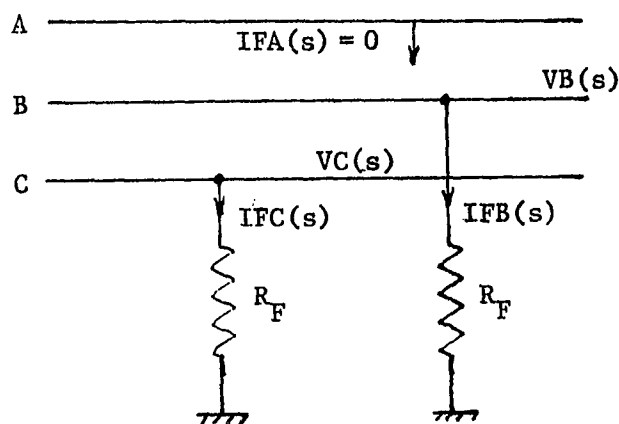 A
IFA(s) = 0
VB(s)
B
VC(s)
C
IFC(s)
IFB(s)
R_F
R_F